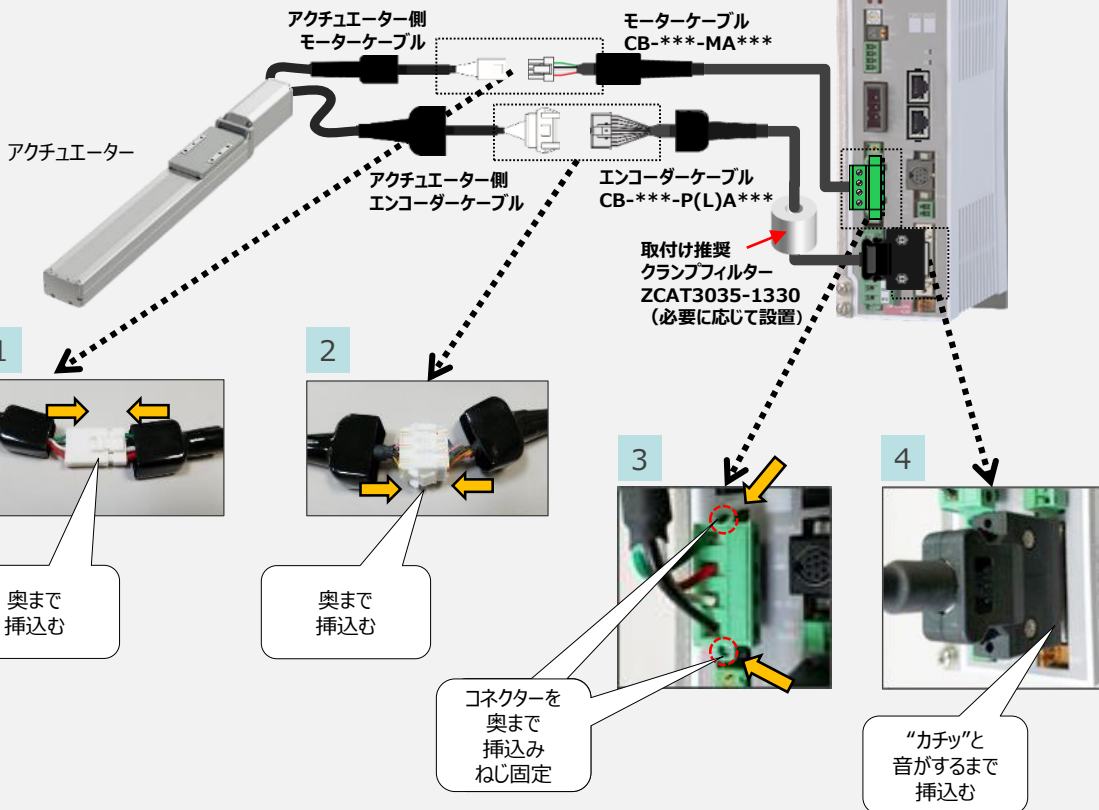 アクチュエーター側
モーターケーブル
モーターケーブル
CB-***-MA***
アクチュエーター
アクチュエーター側
エンコーダーケーブル
エンコーダーケーブル
CB-***-P(L)A***
取付け推奨
クランプフィルター
ZCAT3035-1330
(必要に応じて設置)
1
2
3
4
奥まで
挿込む
奥まで
挿込む
コネクターを
奥まで
挿込み
ねじ固定
“カチッ”と
音がするまで
挿込む